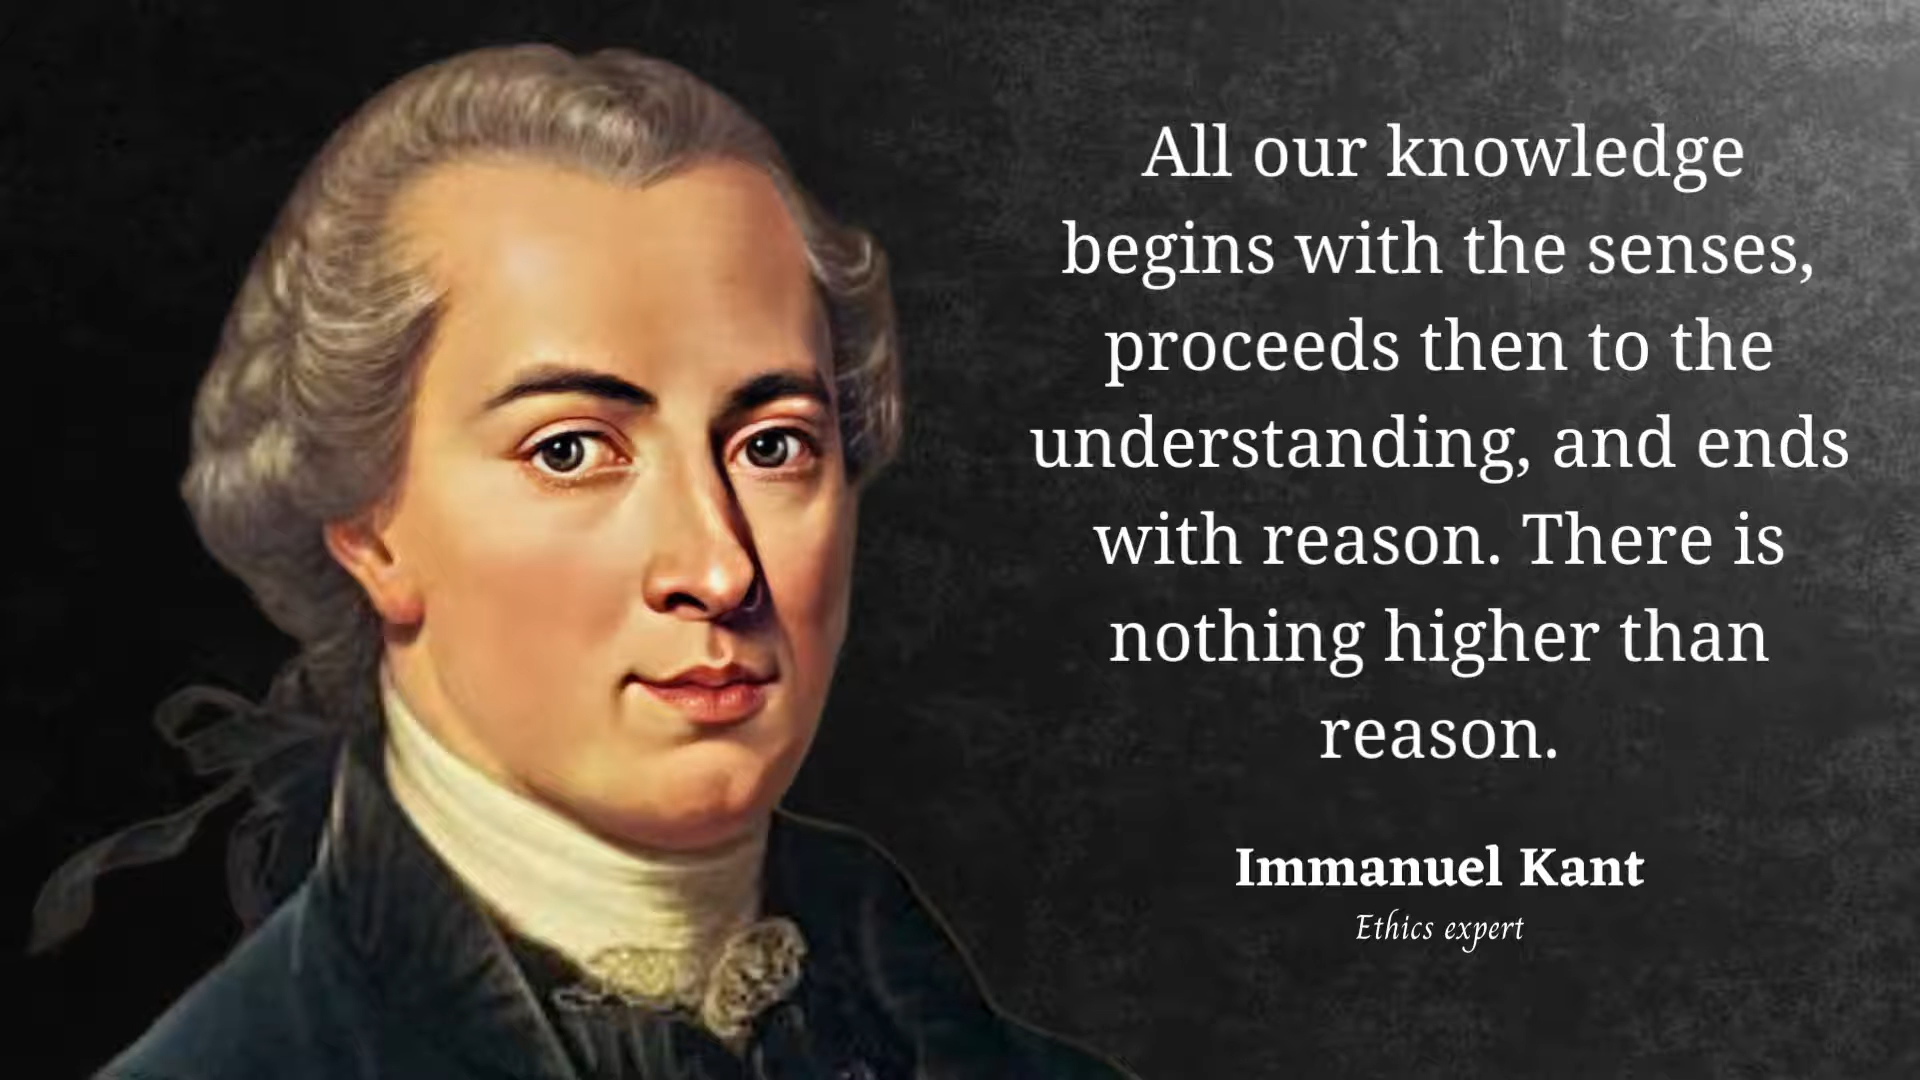 All our knowledge
begins with the senses,
proceeds then to the
understanding, and ends
with reason. There is
nothing higher than
reason.
Immanuel Kant
Ethics expert